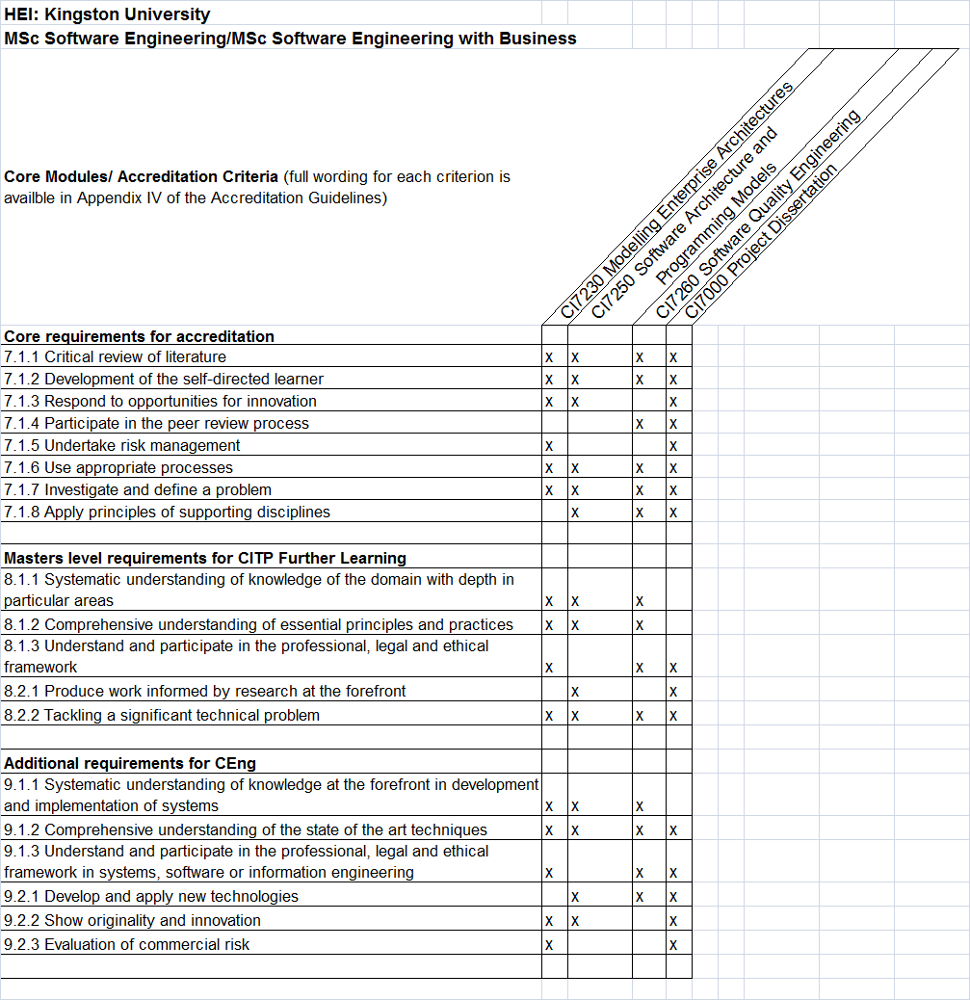 HEI: Kingston University
MSc Software Engineering/MSc Software Engineering with Business
CI7230 Modelling Enterprise Architectures
CI7250 Software Architecture and
Programming Models
CI7260 Software Quality Engineering
CI7000 Project Dissertation
Core Modules/ Accreditation Criteria (full wording for each criterion is
availble in Appendix IV of the Accreditation Guidelines)
Core requirements for accreditation
7.1.1 Critical review of literature x x x x
7.1.2 Development of the self-directed learner x x x x
7.1.3 Respond to opportunities for innovation x x x
7.1.4 Participate in the peer review process x x
7.1.5 Undertake risk management x x
7.1.6 Use appropriate processes x x x x
7.1.7 Investigate and define a problem x x x x
7.1.8 Apply principles of supporting disciplines x x x
Masters level requirements for CITP Further Learning
8.1.1 Systematic understanding of knowledge of the domain with depth in
particular areas x x x
8.1.2 Comprehensive understanding of essential principles and practices x x x
8.1.3 Understand and participate in the professional, legal and ethical
framework x x x
8.2.1 Produce work informed by research at the forefront x x
8.2.2 Tackling a significant technical problem x x x x
Additional requirements for CEng
9.1.1 Systematic understanding of knowledge at the forefront in development
and implementation of systems x x x
9.1.2 Comprehensive understanding of the state of the art techniques x x x x
9.1.3 Understand and participate in the professional, legal and ethical
framework in systems, software or information engineering x x x
9.2.1 Develop and apply new technologies x x x
9.2.2 Show originality and innovation x x x
9.2.3 Evaluation of commercial risk x x